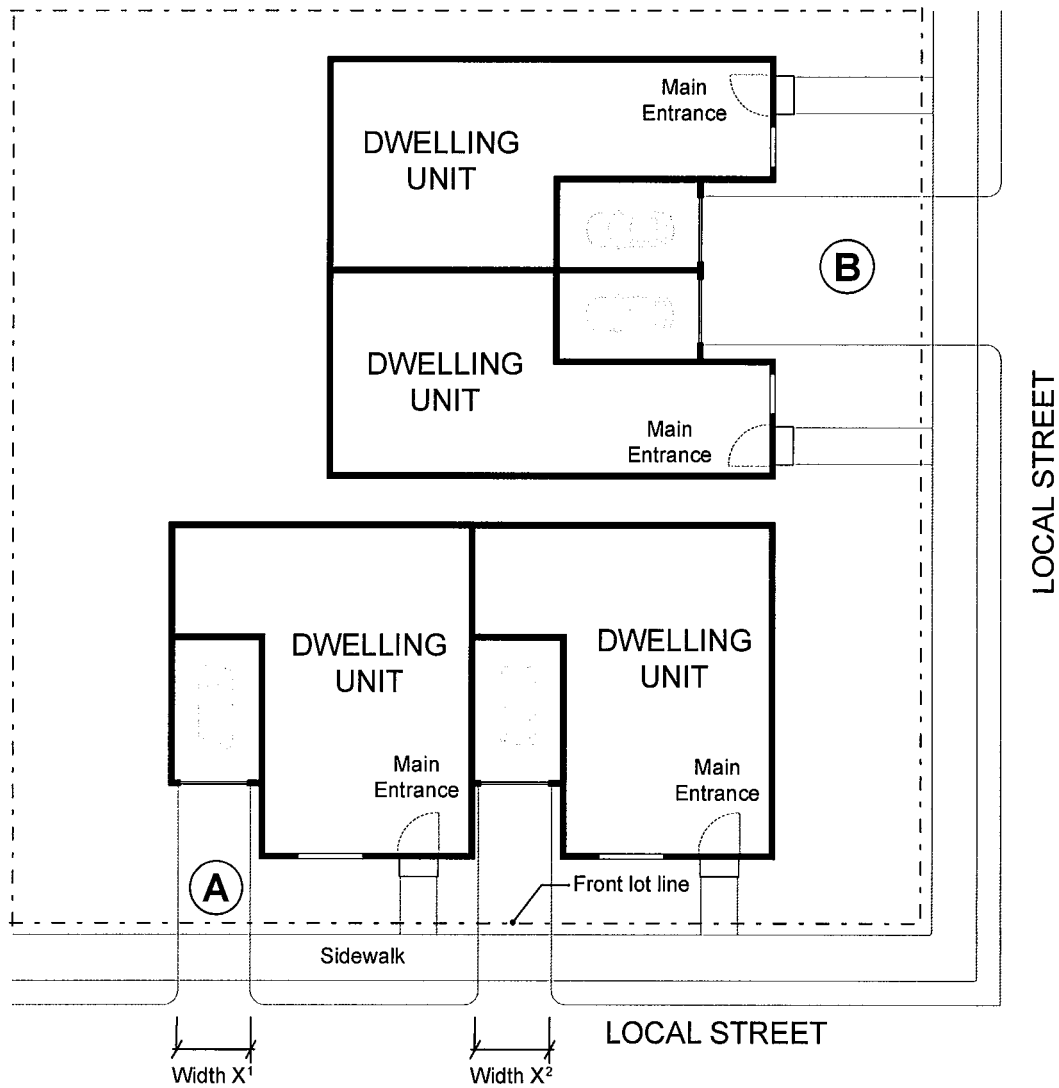 Main
Entrance
DWELLING
UNIT
B
DWELLING
UNIT
Main
Entrance
LOCAL STREET
DWELLING
UNIT
DWELLING
UNIT
Main
Entrance
Main
Entrance
A
Front lot line
Sidewalk
LOCAL STREET
Width X¹
Width X²